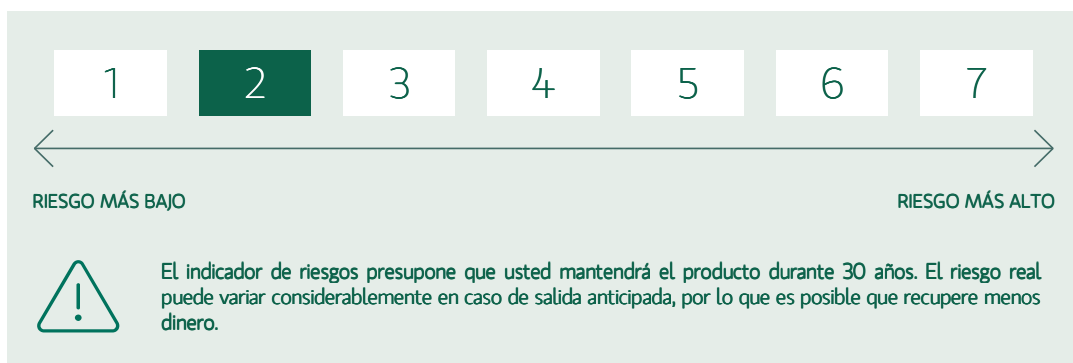 1 2 3 4 5 6 7
RIESGO MÁS BAJO RIESGO MÁS ALTO
El indicador de riesgos presupone que usted mantendrá el producto durante 30 años. El riesgo real
puede variar considerablemente en caso de salida anticipada, por lo que es posible que recupere menos
dinero.